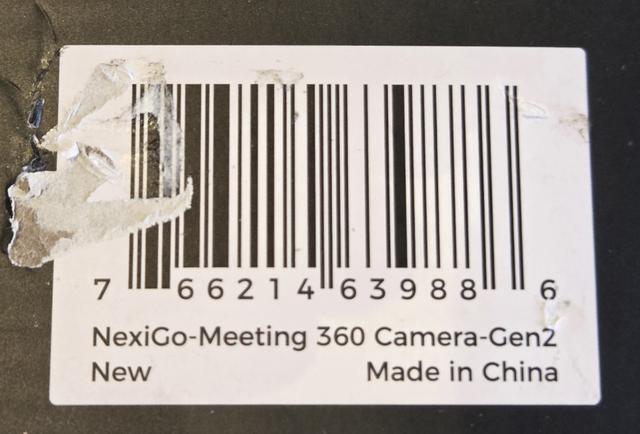 7 66214 63988 6
NexiGo-Meeting 360 Camera-Gen2
New Made in China